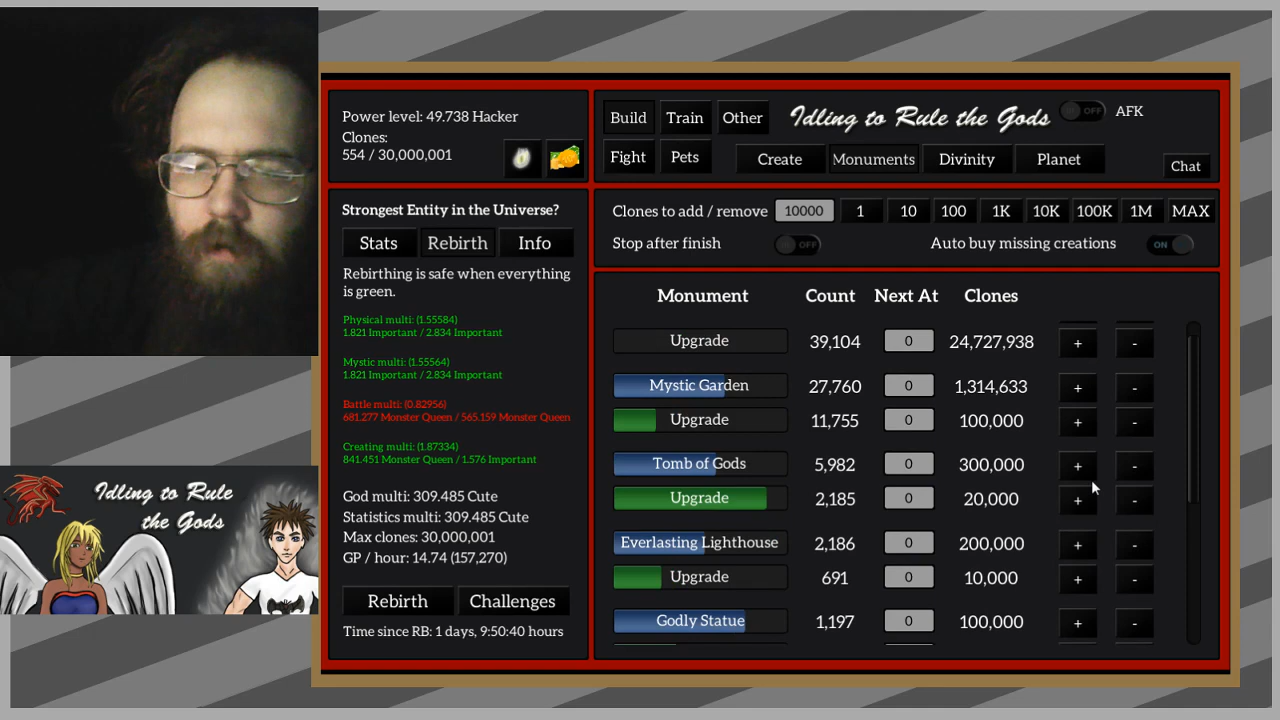 Power level: 49.738 Hacker
Clones:
554 / 30,000,001
Build Train Other
Idling to Rule the Gods
OFF AFK
Fight Pets
Create Monuments Divinity Planet
Chat
Strongest Entity in the Universe?
Stats Rebirth Info
Rebirthing is safe when everything
is green.
Physical multi: (1.55584)
1.821 Important / 2.834 Important
Mystic multi: (1.55564)
1.821 Important / 2.834 Important
Battle multi: (0.82956)
681.277 Monster Queen / 565.159 Monster Queen
Creating multi: (1.87334)
841.451 Monster Queen / 1.576 Important
God multi: 309.485 Cute
Statistics multi: 309.485 Cute
Max clones: 30,000,001
GP / hour: 14.74 (157,270)
Rebirth Challenges
Time since RB: 1 days, 9:50:40 hours
Clones to add / remove 10000 1 10 100 1K 10K 100K 1M MAX
Stop after finish OFF Auto buy missing creations ON
Monument Count Next At Clones
Upgrade 39,104 0 24,727,938 + -
Mystic Garden 27,760 0 1,314,633 + -
Upgrade 11,755 0 100,000 + -
Tomb of Gods 5,982 0 300,000 + -
Upgrade 2,185 0 20,000 + -
Everlasting Lighthouse 2,186 0 200,000 + -
Upgrade 691 0 10,000 + -
Godly Statue 1,197 0 100,000 + -
Idling to Rule
the Gods